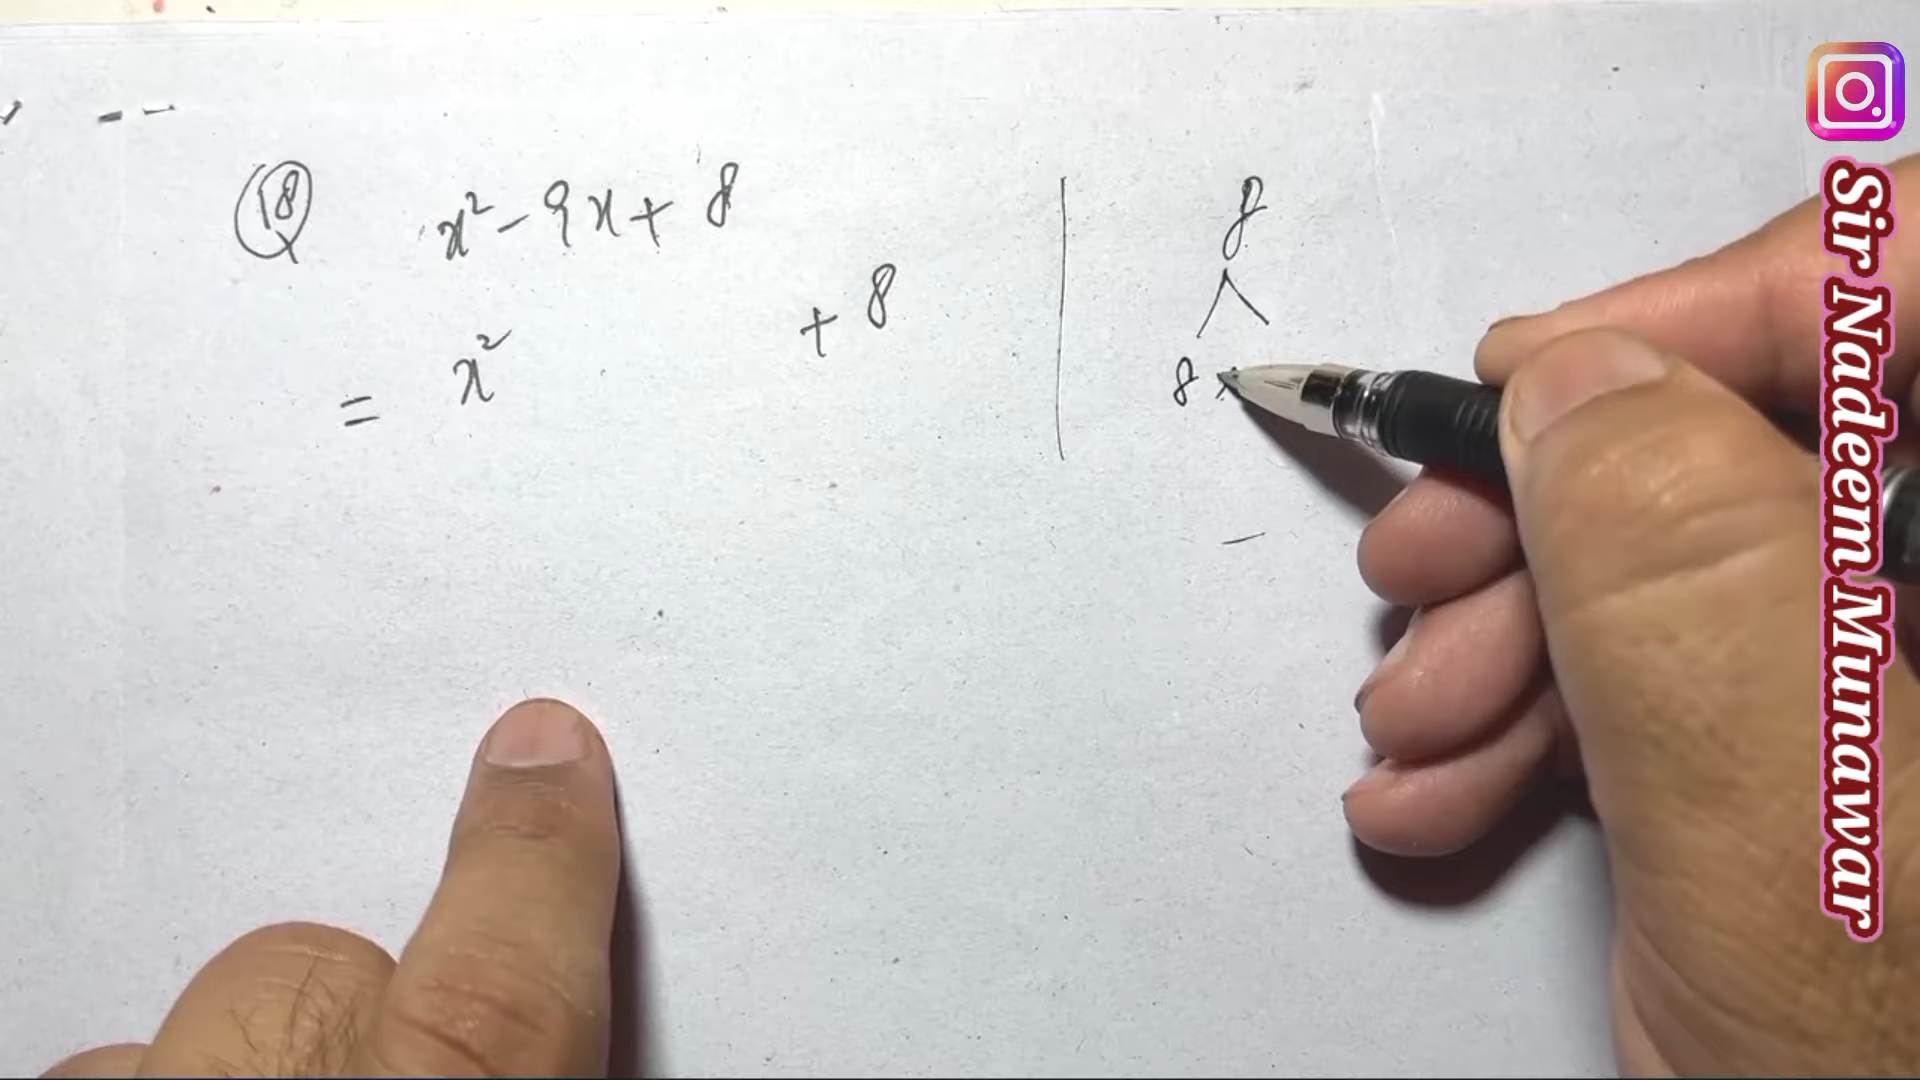 (18) x² - 9x + 8
= x² + 8
8
8 ×
-
Sir Nadeem Munawar